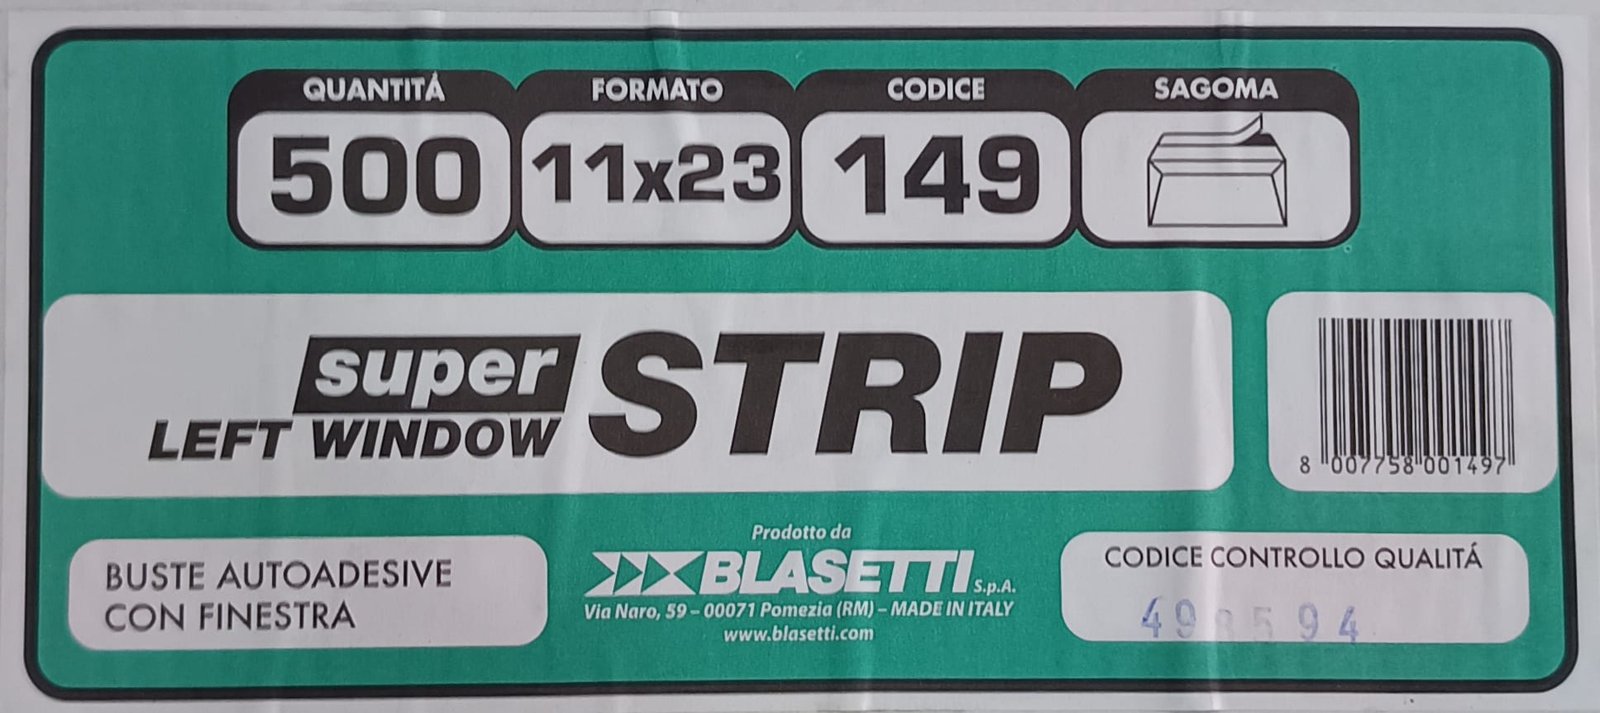 QUANTITÁ
FORMATO
CODICE
SAGOMA
500
11x23
149
super
LEFT WINDOW
STRIP
8 007758 001497
BUSTE AUTOADESIVE
CON FINESTRA
Prodotto da
BLASETTI S.p.A.
Via Naro, 59 – 00071 Pomezia (RM) – MADE IN ITALY
www.blasetti.com
CODICE CONTROLLO QUALITÁ